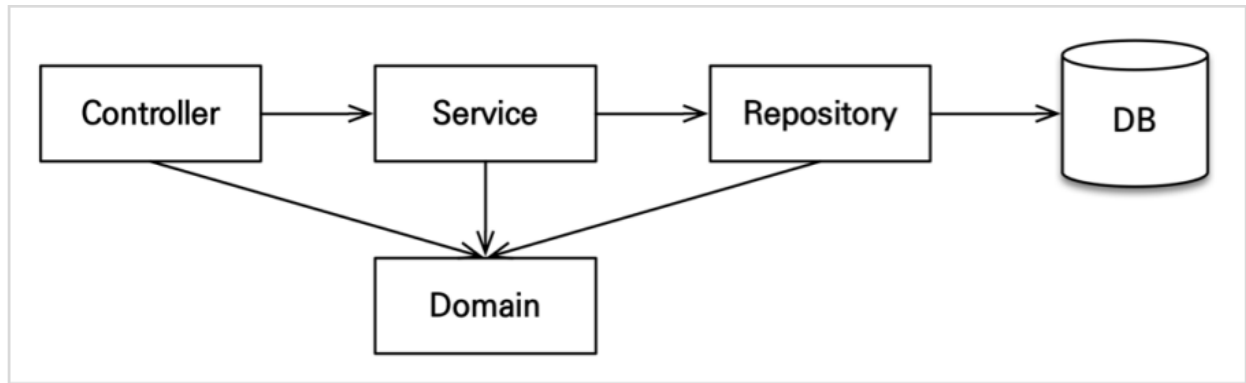 Controller
Service
Repository
DB
Domain